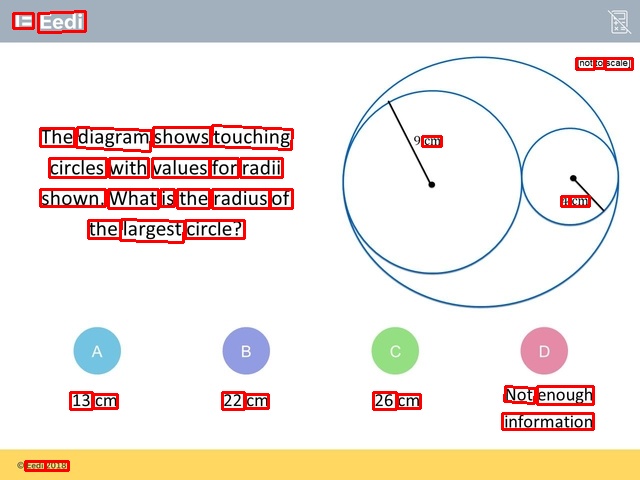 Eedi
(not to scale)
The diagram shows touching
circles with values for radii
shown. What is the radius of
the largest circle?
9 cm
4 cm
A
B
C
D
13 cm
22 cm
26 cm
Not enough
information
© Eedi 2018